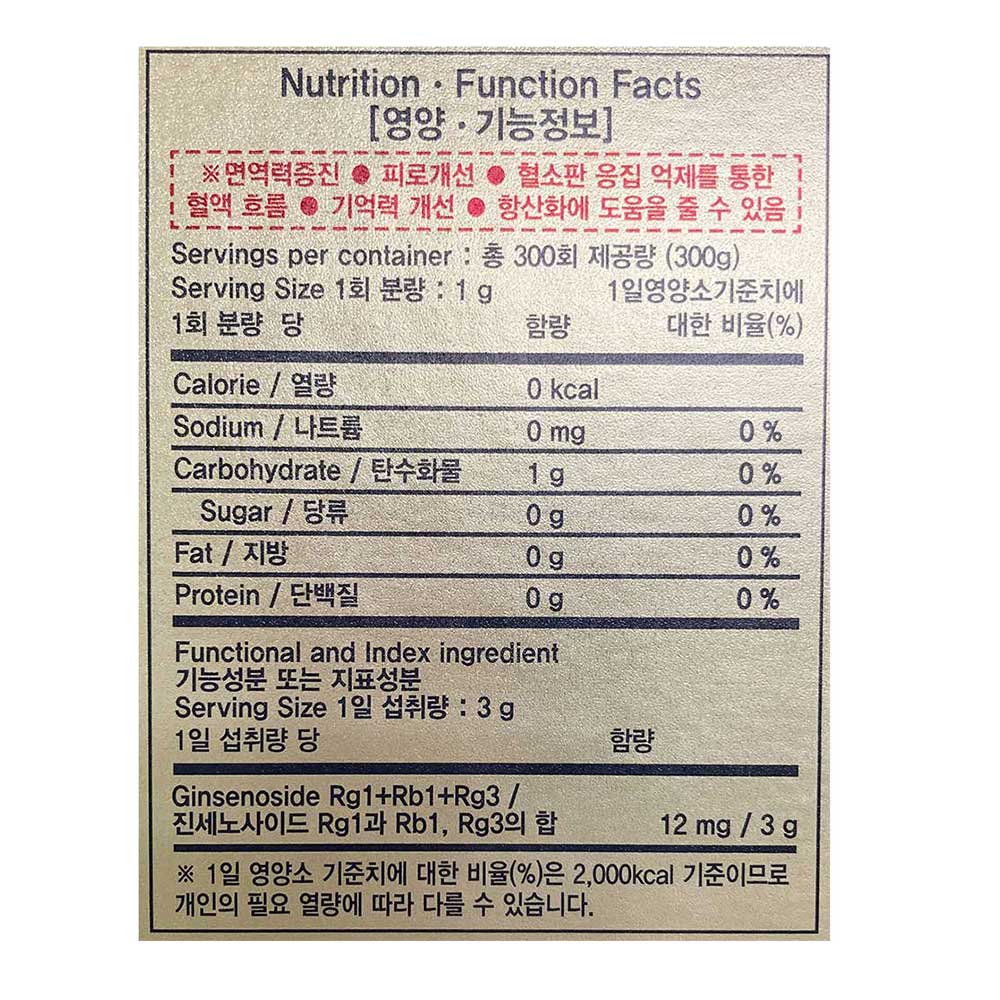 Nutrition · Function Facts
[영양 · 기능정보]
※면역력증진 ● 피로개선 ● 혈소판 응집 억제를 통한
혈액 흐름 ● 기억력 개선 ● 항산화에 도움을 줄 수 있음
Servings per container : 총 300회 제공량 (300g)
Serving Size 1회 분량 : 1 g 1일영양소기준치에
1회 분량 당 함량 대한 비율(%)
Calorie / 열량 0 kcal
Sodium / 나트륨 0 mg 0 %
Carbohydrate / 탄수화물 1 g 0 %
Sugar / 당류 0 g 0 %
Fat / 지방 0 g 0 %
Protein / 단백질 0 g 0 %
Functional and Index ingredient
기능성분 또는 지표성분
Serving Size 1일 섭취량 : 3 g
1일 섭취량 당 함량
Ginsenoside Rg1+Rb1+Rg3 /
진세노사이드 Rg1과 Rb1, Rg3의 합 12 mg / 3 g
※ 1일 영양소 기준치에 대한 비율(%)은 2,000kcal 기준이므로
개인의 필요 열량에 따라 다를 수 있습니다.